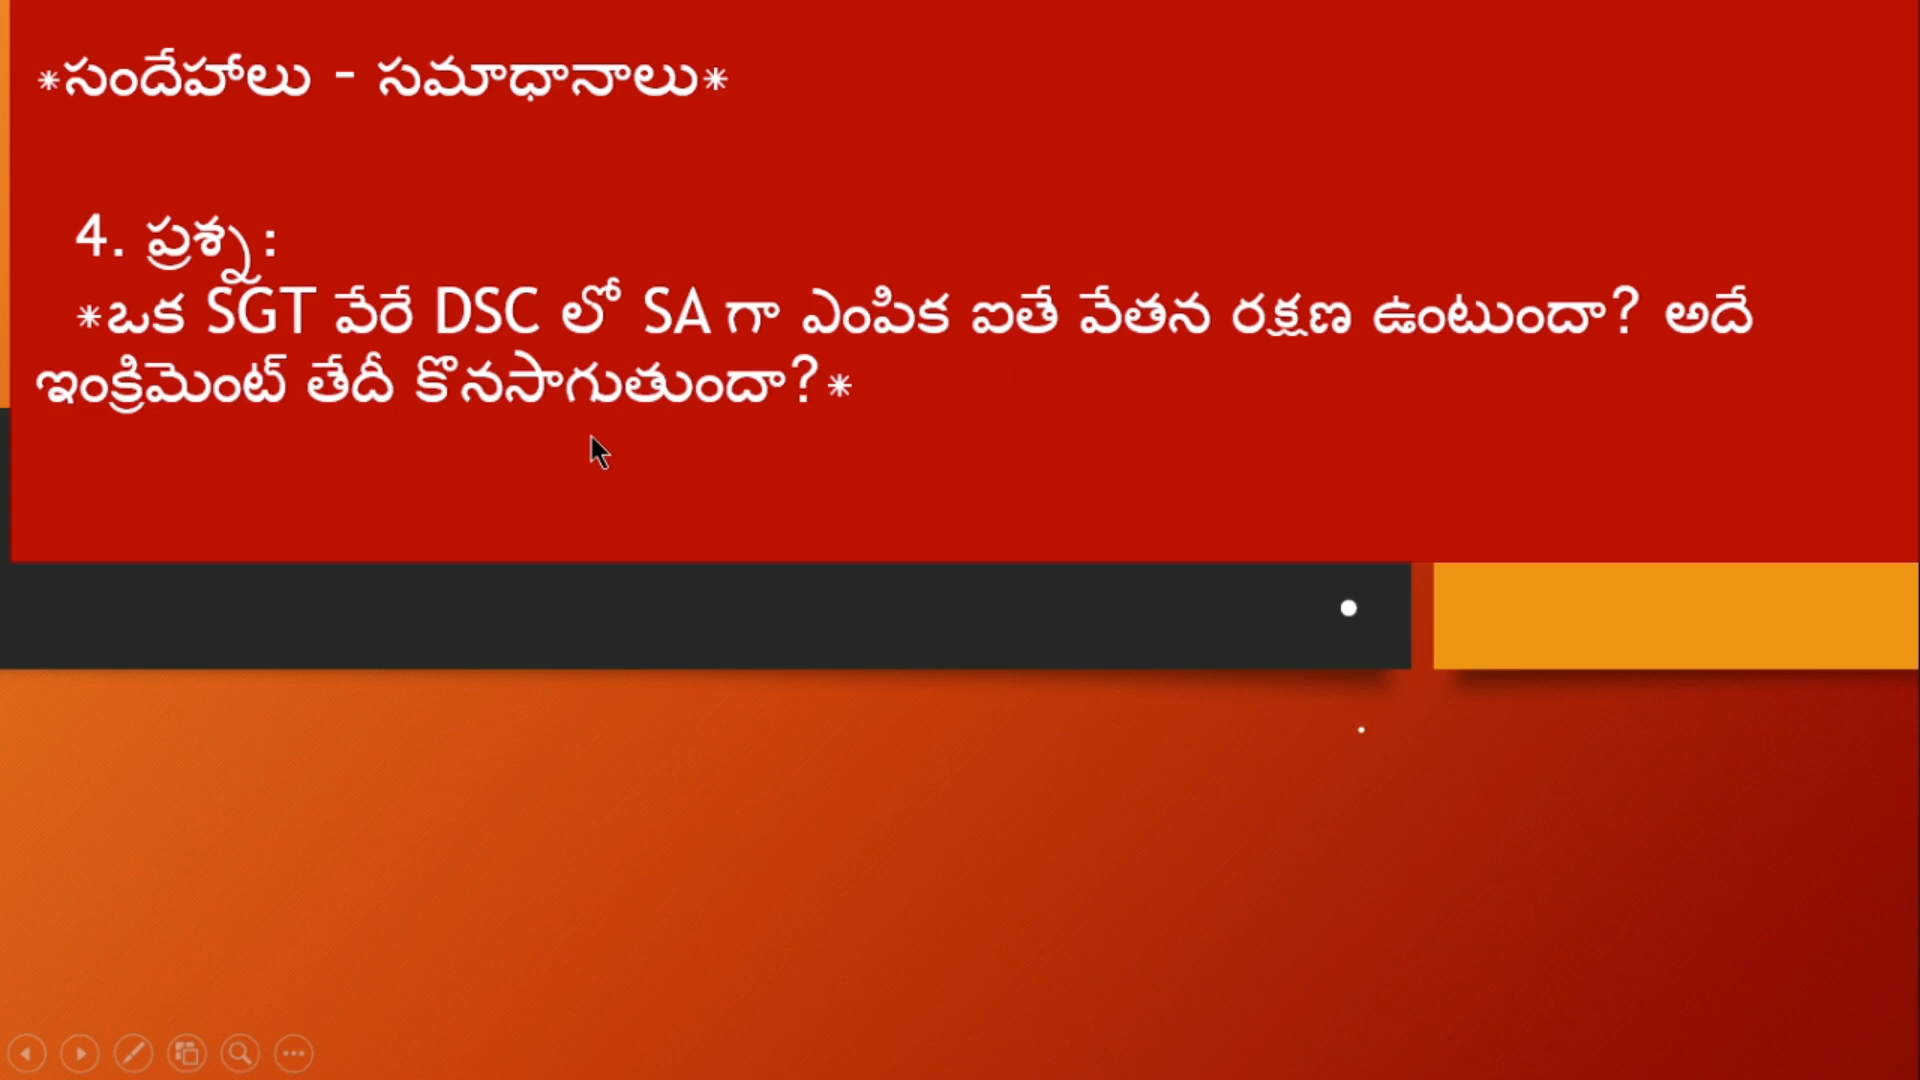 *సందేహాలు - సమాధానాలు*
4. ప్రశ్న:
*ఒక SGT వేరే DSC లో SA గా ఎంపిక ఐతే వేతన రక్షణ ఉంటుందా? అదే
ఇంక్రిమెంట్ తేదీ కొనసాగుతుందా?*